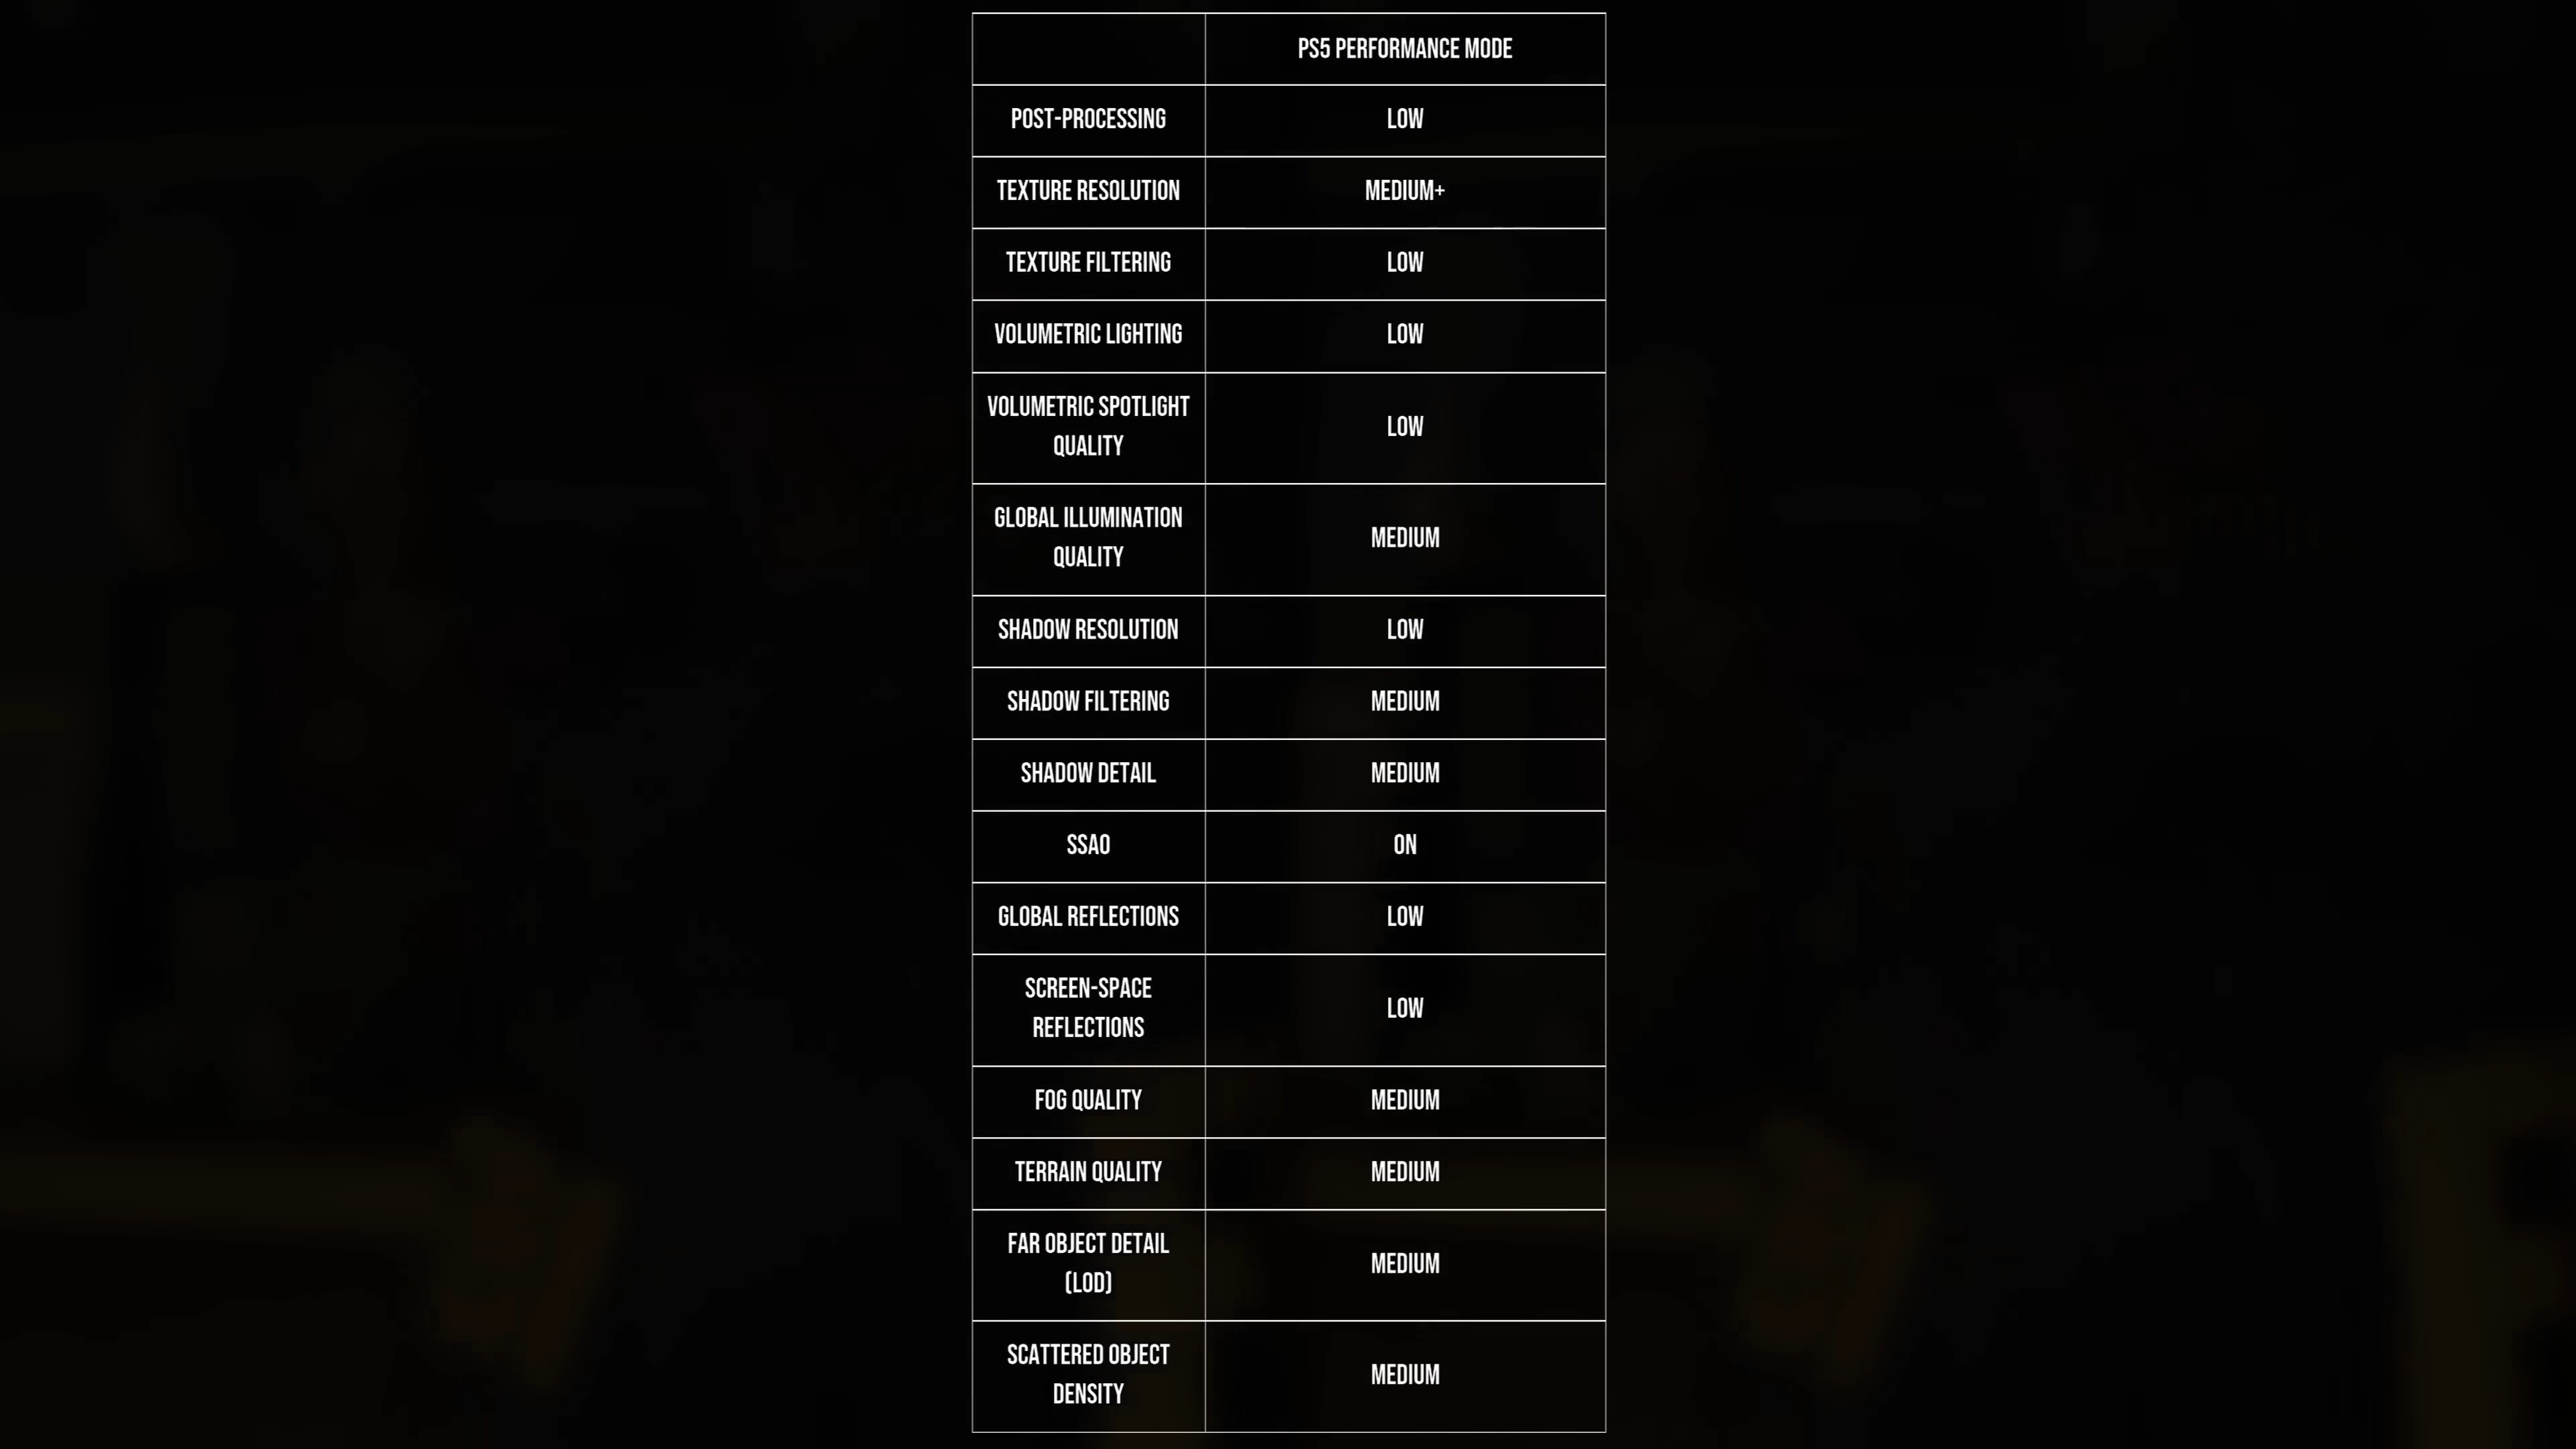 PS5 PERFORMANCE MODE
POST-PROCESSING LOW
TEXTURE RESOLUTION MEDIUM+
TEXTURE FILTERING LOW
VOLUMETRIC LIGHTING LOW
VOLUMETRIC SPOTLIGHT
QUALITY
LOW
GLOBAL ILLUMINATION
QUALITY
MEDIUM
SHADOW RESOLUTION LOW
SHADOW FILTERING MEDIUM
SHADOW DETAIL MEDIUM
SSAO ON
GLOBAL REFLECTIONS LOW
SCREEN-SPACE
REFLECTIONS
LOW
FOG QUALITY MEDIUM
TERRAIN QUALITY MEDIUM
FAR OBJECT DETAIL
(LOD)
MEDIUM
SCATTERED OBJECT
DENSITY
MEDIUM